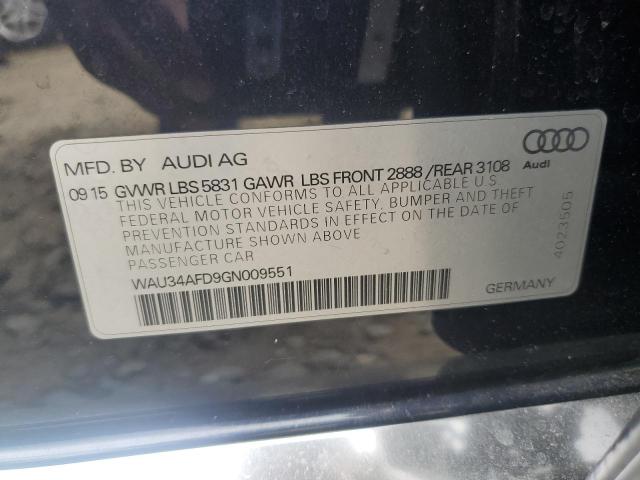 MFD. BY AUDI AG
Audi
09 15 GVWR LBS 5831 GAWR LBS FRONT 2888 /REAR 3108
THIS VEHICLE CONFORMS TO ALL APPLICABLE U.S
FEDERAL MOTOR VEHICLE SAFETY, BUMPER AND THEFT
PREVENTION STANDARDS IN EFFECT ON THE DATE OF
MANUFACTURE SHOWN ABOVE
PASSENGER CAR
4023505
WAU34AFD9GN009551
GERMANY